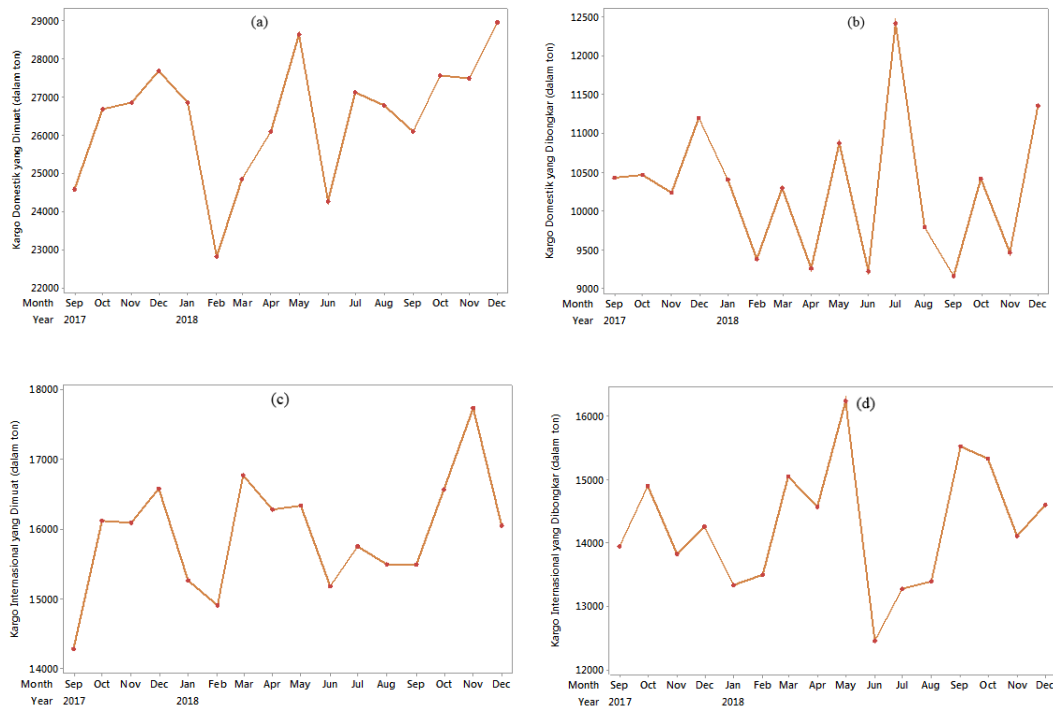 (a)
Kargo Domestik yang Dimuat (dalam ton)
29000
28000
27000
26000
25000
24000
23000
22000
Month Sep Oct Nov Dec Jan Feb Mar Apr May Jun Jul Aug Sep Oct Nov Dec
Year 2017 2018
(b)
Kargo Domestik yang Dibongkar (dalam ton)
12500
12000
11500
11000
10500
10000
9500
9000
Month Sep Oct Nov Dec Jan Feb Mar Apr May Jun Jul Aug Sep Oct Nov Dec
Year 2017 2018
(c)
Kargo Internasional yang Dimuat (dalam ton)
18000
17000
16000
15000
14000
Month Sep Oct Nov Dec Jan Feb Mar Apr May Jun Jul Aug Sep Oct Nov Dec
Year 2017 2018
(d)
Kargo Internasional yang Dibongkar (dalam ton)
16000
15000
14000
13000
12000
Month Sep Oct Nov Dec Jan Feb Mar Apr May Jun Jul Aug Sep Oct Nov Dec
Year 2017 2018